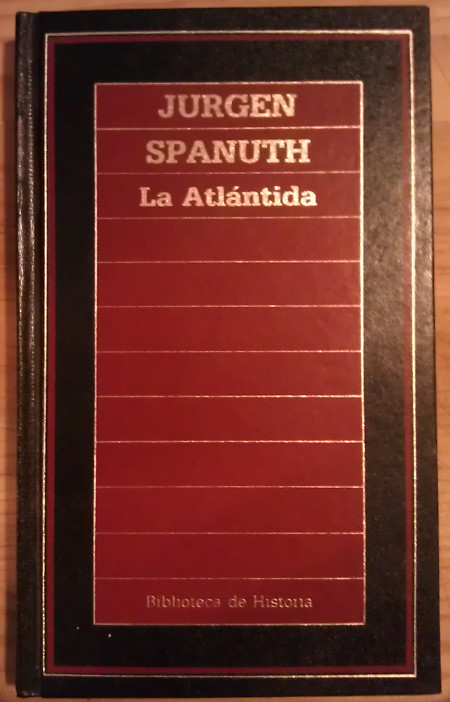 JURGEN
SPANUTH
La Atlántida
Biblioteca de Historia